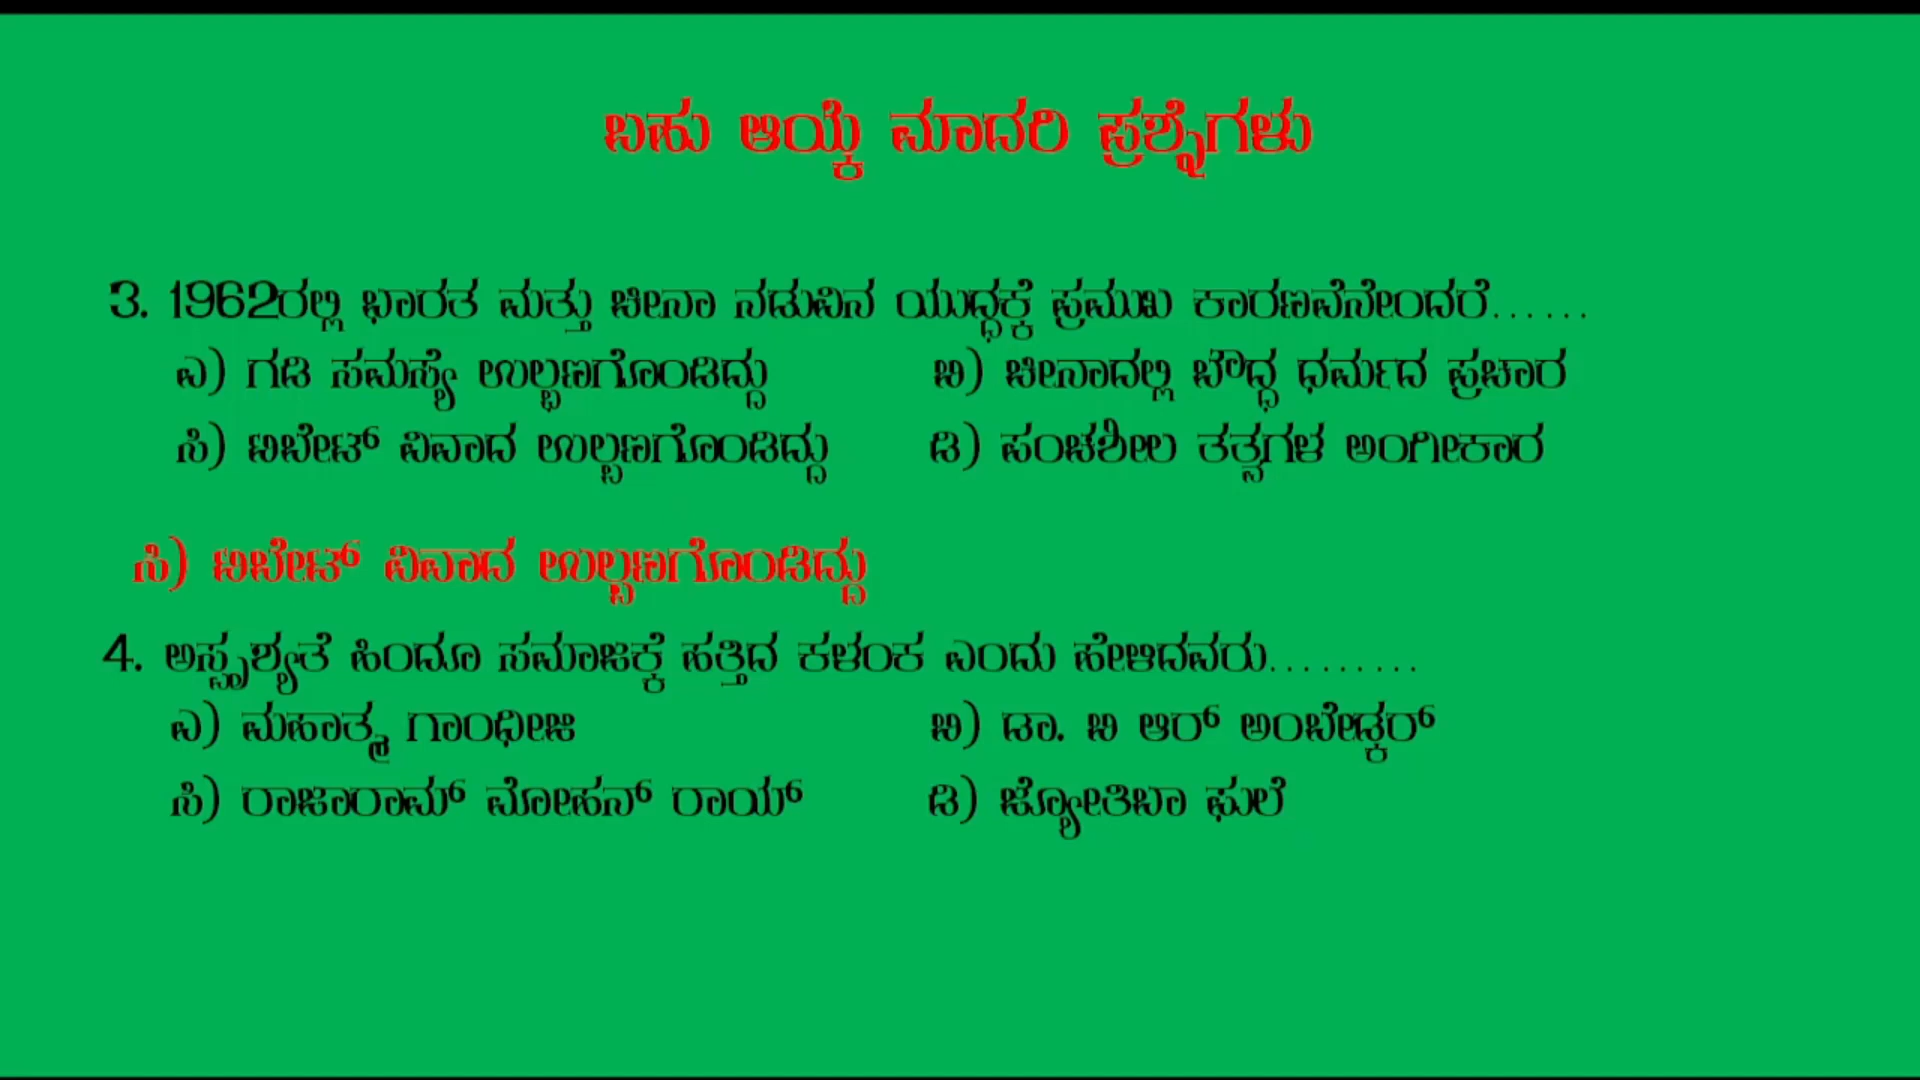 ಬಹು ಆಯ್ಕೆ ಮಾದರಿ ಪ್ರಶ್ನೆಗಳು
3. 1962ರಲ್ಲಿ ಭಾರತ ಮತ್ತು ಚೀನಾ ನಡುವಿನ ಯುದ್ಧಕ್ಕೆ ಪ್ರಮುಖ ಕಾರಣವೆನೇಂದರೆ......
ಎ) ಗಡಿ ಸಮಸ್ಯೆ ಉಲ್ಭಣಗೊಂಡಿದ್ದು ಬಿ) ಚೀನಾದಲ್ಲಿ ಬೌದ್ಧ ಧರ್ಮದ ಪ್ರಚಾರ
ಸಿ) ಟಿಬೇಟ್ ವಿವಾದ ಉಲ್ಬಣಗೊಂಡಿದ್ದು ಡಿ) ಪಂಚಶೀಲ ತತ್ವಗಳ ಅಂಗೀಕಾರ
ಸಿ) ಟಿಬೇಟ್ ವಿವಾದ ಉಲ್ಬಣಗೊಂಡಿದ್ದು
4. ಅಸ್ಪೃಶ್ಯತೆ ಹಿಂದೂ ಸಮಾಜಕ್ಕೆ ಹತ್ತಿದ ಕಳಂಕ ಎಂದು ಹೇಳಿದವರು.........
ಎ) ಮಹಾತ್ಮ ಗಾಂಧೀಜಿ ಬಿ) ಡಾ. ಬಿ ಆರ್ ಅಂಬೇಡ್ಕರ್
ಸಿ) ರಾಜಾರಾಮ್ ಮೋಹನ್ ರಾಯ್ ಡಿ) ಜ್ಯೋತಿಬಾ ಫುಲೆ